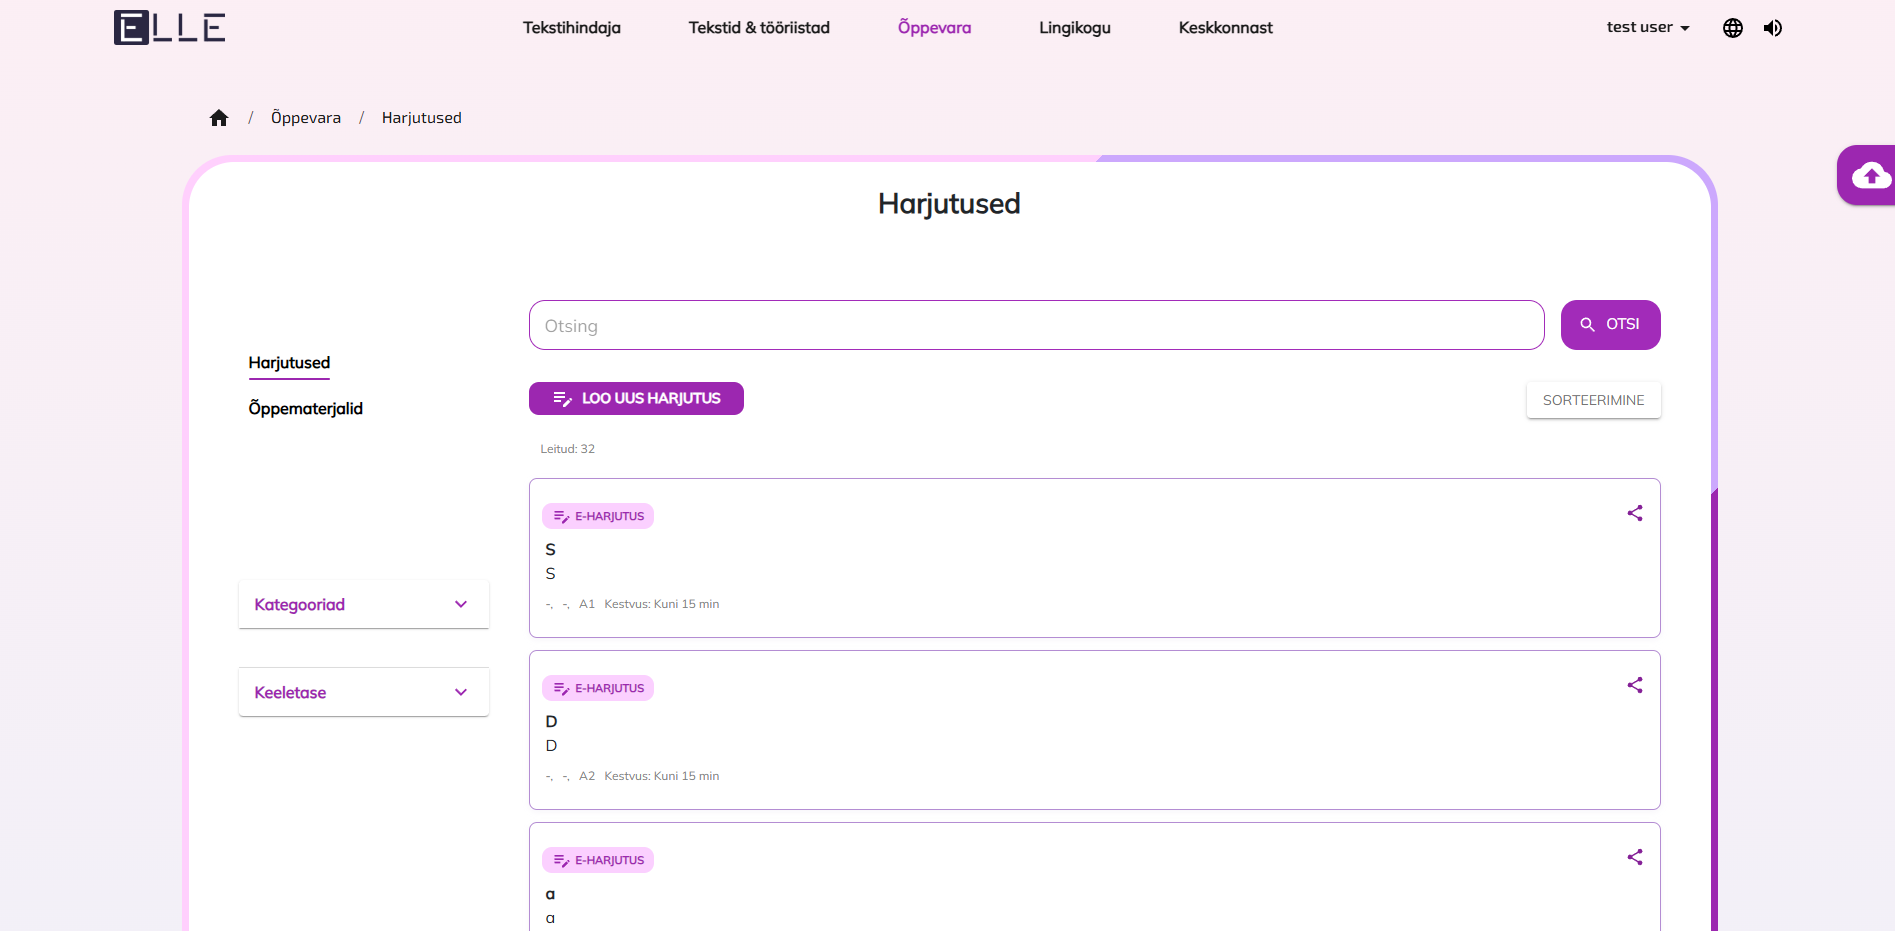 ELLE
Tekstihindaja
Tekstid & tööriistad
Õppevara
Lingikogu
Keskkonnast
test user
/ Õppevara / Harjutused
Harjutused
Otsing
OTSI
Harjutused
Õppematerjalid
LOO UUS HARJUTUS
SORTEERIMINE
Leitud: 32
E-HARJUTUS
S
S
-, -, A1 Kestvus: Kuni 15 min
Kategooriad
Keeletase
E-HARJUTUS
D
D
-, -, A2 Kestvus: Kuni 15 min
E-HARJUTUS
a
a